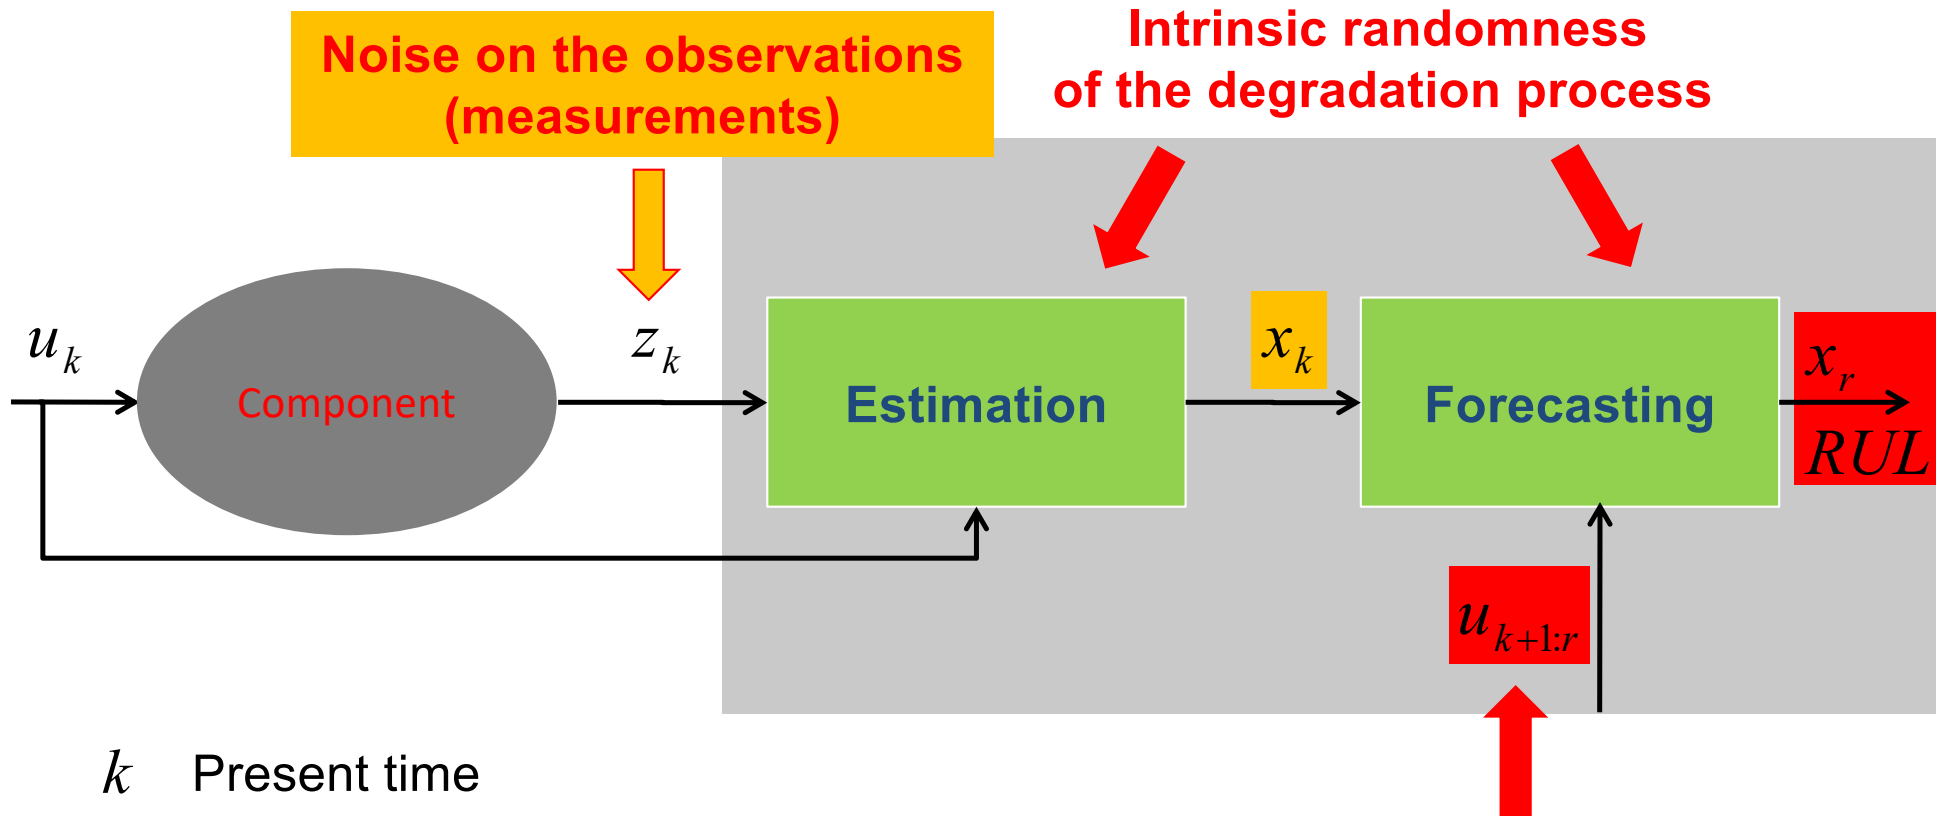 Noise on the observations
(measurements)
Intrinsic randomness
of the degradation process
u_k
z_k
x_k
x_r
Component
Estimation
Forecasting
RUL
u_{k+1:r}
k Present time